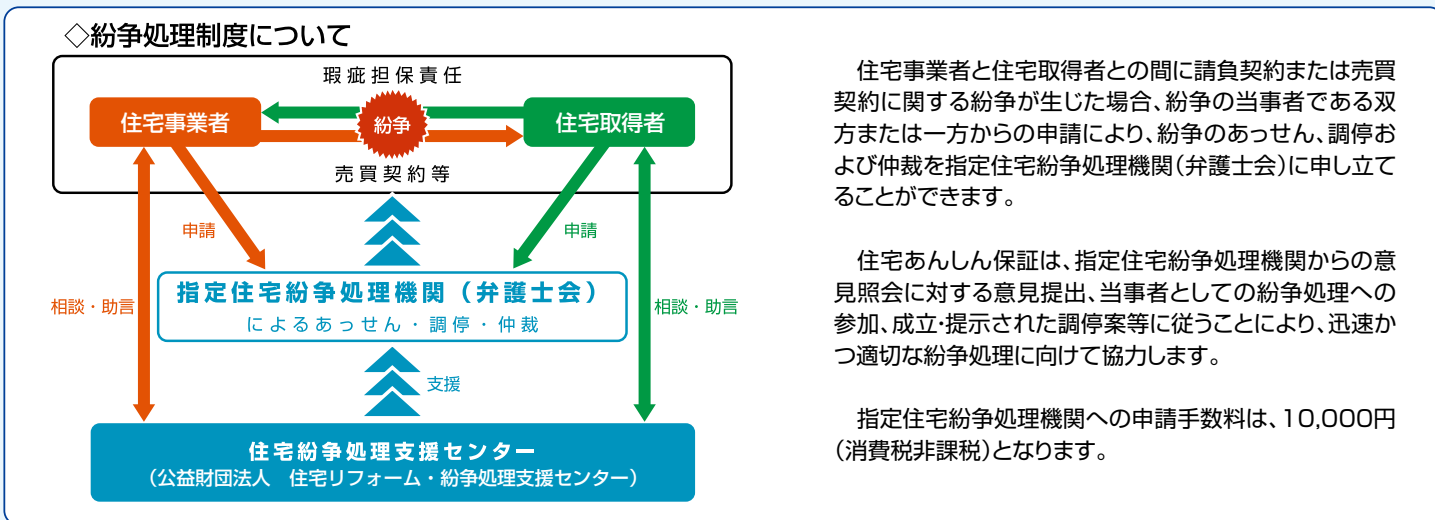 ◇紛争処理制度について
瑕疵担保責任
住宅事業者
紛争
住宅取得者
売買契約等
申請
申請
相談・助言
指定住宅紛争処理機関（弁護士会）
によるあっせん・調停・仲裁
相談・助言
支援
住宅紛争処理支援センター
（公益財団法人　住宅リフォーム・紛争処理支援センター）
住宅事業者と住宅取得者との間に請負契約または売買
契約に関する紛争が生じた場合、紛争の当事者である双
方または一方からの申請により、紛争のあっせん、調停お
よび仲裁を指定住宅紛争処理機関(弁護士会)に申し立て
ることができます。
住宅あんしん保証は、指定住宅紛争処理機関からの意
見照会に対する意見提出、当事者としての紛争処理への
参加、成立・提示された調停案等に従うことにより、迅速か
つ適切な紛争処理に向けて協力します。
指定住宅紛争処理機関への申請手数料は、10,000円
(消費税非課税)となります。